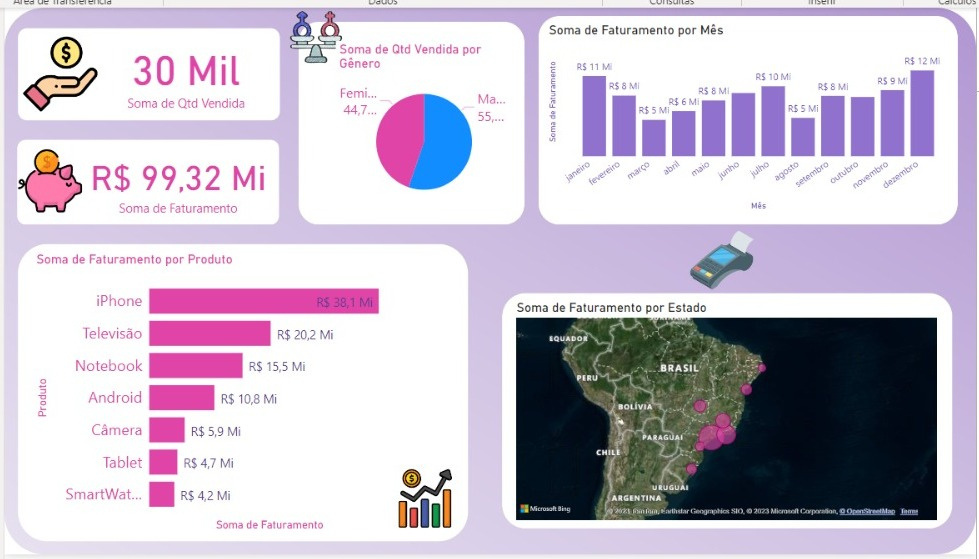 Área de Transferência
Dados
Consultas
Inserir
Cálculos
30 Mil
Soma de Qtd Vendida
R$ 99,32 Mi
Soma de Faturamento
Soma de Qtd Vendida por
Gênero
Femi...
44,7...
Ma...
55,...
Soma de Faturamento por Mês
Soma de Faturamento
R$ 11 Mi
R$ 8 Mi
R$ 5 Mi
R$ 6 Mi
R$ 8 Mi
R$ 10 Mi
R$ 5 Mi
R$ 8 Mi
R$ 9 Mi
R$ 12 Mi
janeiro
fevereiro
março
abril
maio
junho
julho
agosto
setembro
outubro
novembro
dezembro
Mês
Soma de Faturamento por Produto
Produto
iPhone R$ 38,1 Mi
Televisão R$ 20,2 Mi
Notebook R$ 15,5 Mi
Android R$ 10,8 Mi
Câmera R$ 5,9 Mi
Tablet R$ 4,7 Mi
SmartWat... R$ 4,2 Mi
Soma de Faturamento
Soma de Faturamento por Estado
EQUADOR
BRASIL
PERU
BOLÍVIA
PARAGUAI
CHILE
URUGUAI
ARGENTINA
Microsoft Bing
Earthstar Geographics SIO, © 2023 Microsoft Corporation, © OpenStreetMap Terms